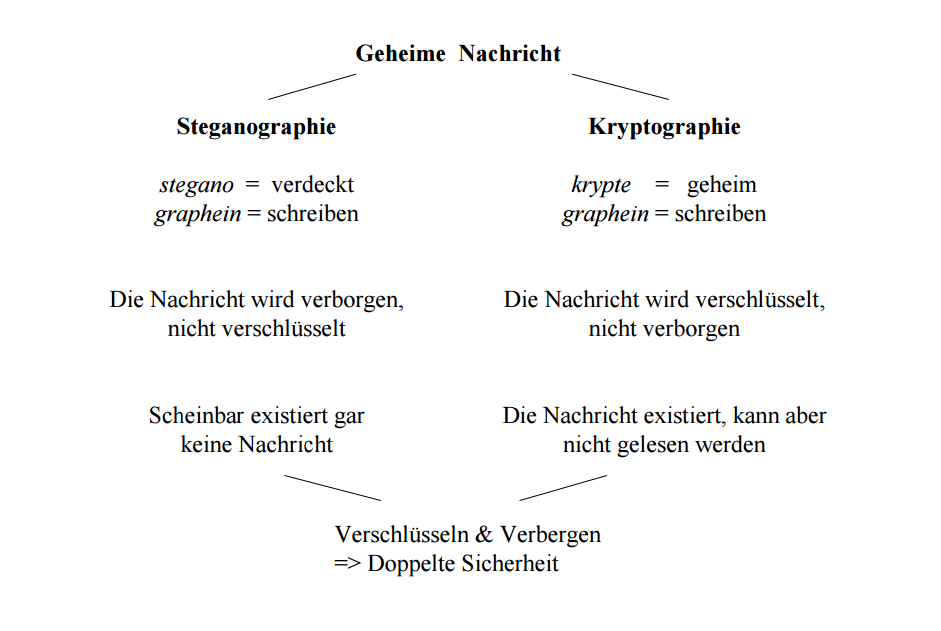 Geheime Nachricht
Steganographie
Kryptographie
stegano = verdeckt
graphein = schreiben
krypte = geheim
graphein = schreiben
Die Nachricht wird verborgen,
nicht verschlüsselt
Die Nachricht wird verschlüsselt,
nicht verborgen
Scheinbar existiert gar
keine Nachricht
Die Nachricht existiert, kann aber
nicht gelesen werden
Verschlüsseln & Verbergen
=> Doppelte Sicherheit